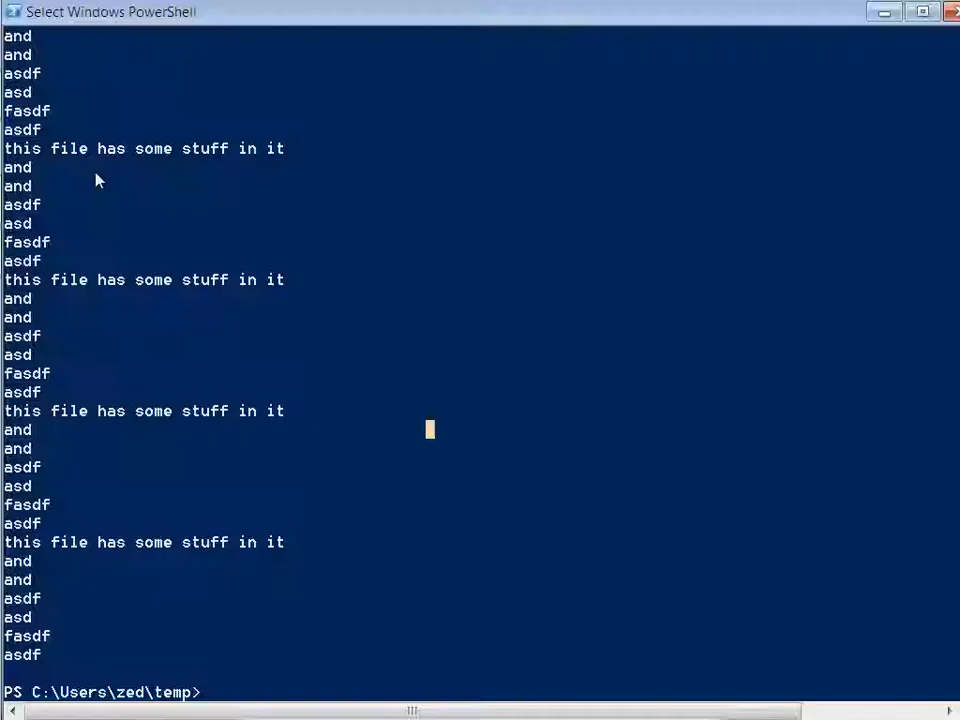 Select Windows PowerShell
and
and
asdf
asd
fasdf
asdf
this file has some stuff in it
and
and
asdf
asd
fasdf
asdf
this file has some stuff in it
and
and
asdf
asd
fasdf
asdf
this file has some stuff in it
and
and
asdf
asd
fasdf
asdf
this file has some stuff in it
and
and
asdf
asd
fasdf
asdf
PS C:\Users\zed\temp>